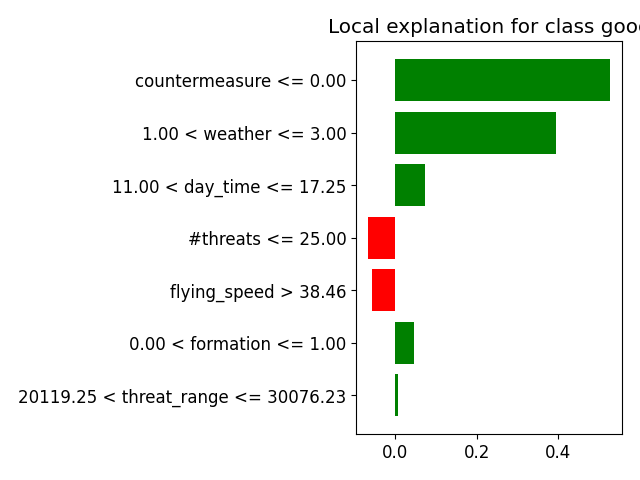 Local explanation for class good
countermeasure <= 0.00
1.00 < weather <= 3.00
11.00 < day_time <= 17.25
#threats <= 25.00
flying_speed > 38.46
0.00 < formation <= 1.00
20119.25 < threat_range <= 30076.23
0.0 0.2 0.4